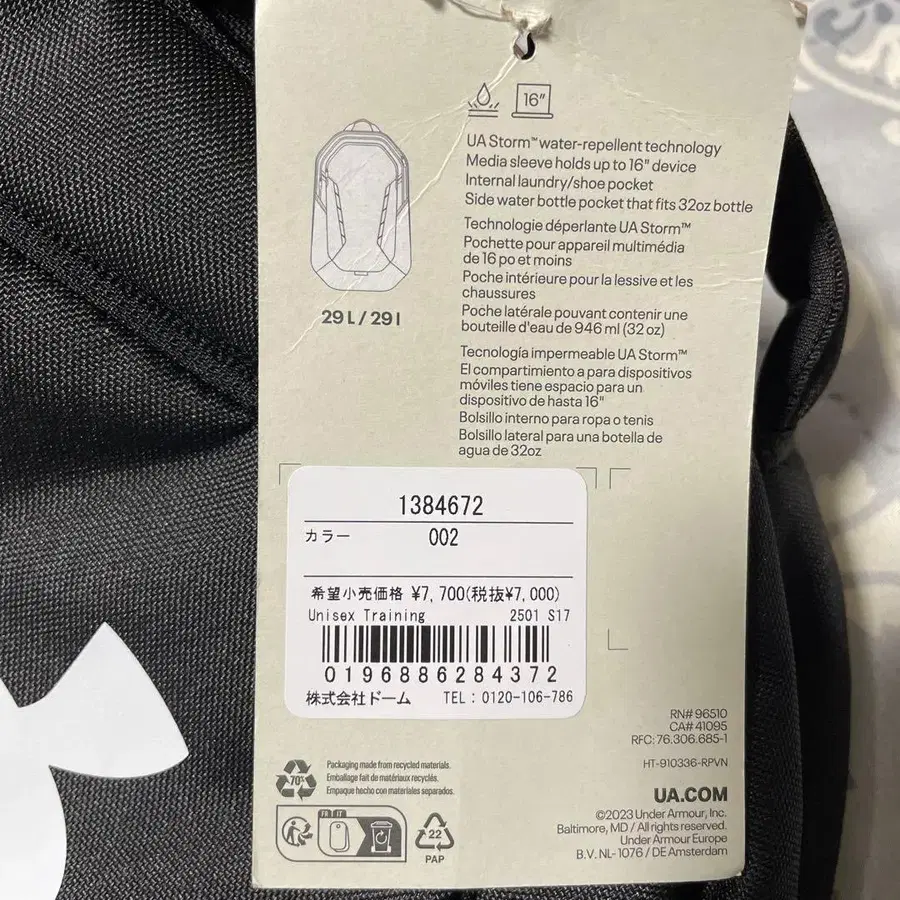 16"
UA Storm™ water-repellent technology
Media sleeve holds up to 16" device
Internal laundry/shoe pocket
Side water bottle pocket that fits 32oz bottle
Technologie déperlante UA Storm™
Pochette pour appareil multimédia
de 16 po et moins
Poche intérieure pour la lessive et les
chaussures
Poche latérale pouvant contenir une
bouteille d'eau de 946 ml (32 oz)
29 L / 29 l
Tecnología impermeable UA Storm™
El compartimiento a para dispositivos
móviles tiene espacio para un
dispositivo de hasta 16"
Bolsillo interno para ropa o tenis
Bolsillo lateral para una botella de
agua de 32oz
1384672
カラー 002
希望小売価格 ¥7,700(税抜¥7,000)
Unisex Training 2501 S17
0196886284372
株式会社ドーム TEL : 0120-106-786
RN# 96510
CA# 41095
RFC: 76.306.685-1
HT-910336-RPVN
70%
Packaging made from recycled materials.
Emballage fait de matériaux recyclés.
Empaque hecho con materiales separados.
UA.COM
©2023 Under Armour, Inc.
Baltimore, MD / All rights reserved.
Under Armour Europe
B.V. NL-1076 / DE Amsterdam
FR IT
22
PAP